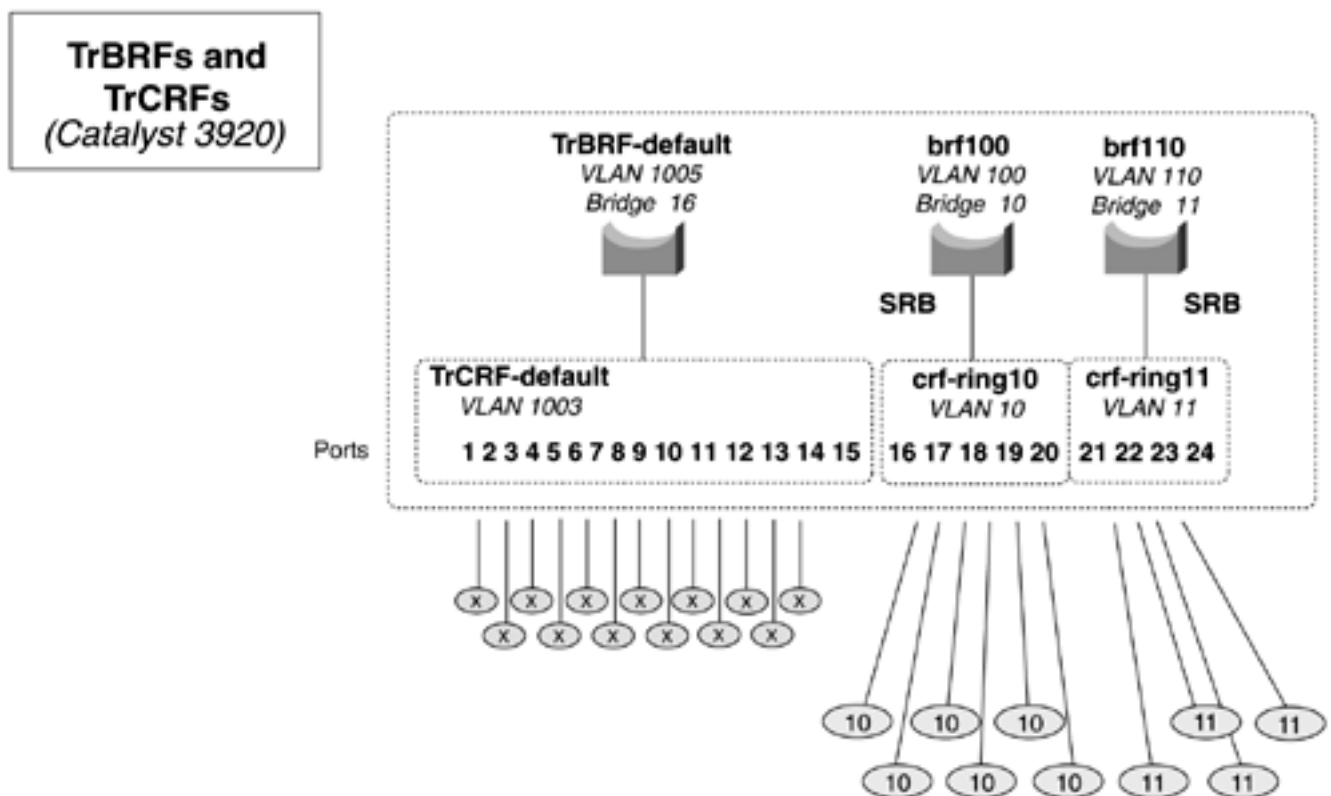 TrBRFs and
TrCRFs
(Catalyst 3920)
TrBRF-default
VLAN 1005
Bridge 16
brf100
VLAN 100
Bridge 10
brf110
VLAN 110
Bridge 11
SRB
SRB
TrCRF-default
VLAN 1003
crf-ring10
VLAN 10
crf-ring11
VLAN 11
Ports
1 2 3 4 5 6 7 8 9 10 11 12 13 14 15
16 17 18 19 20
21 22 23 24
X X X X X X X
X X X X X X
10 10 10 11 11
10 10 10 11 11